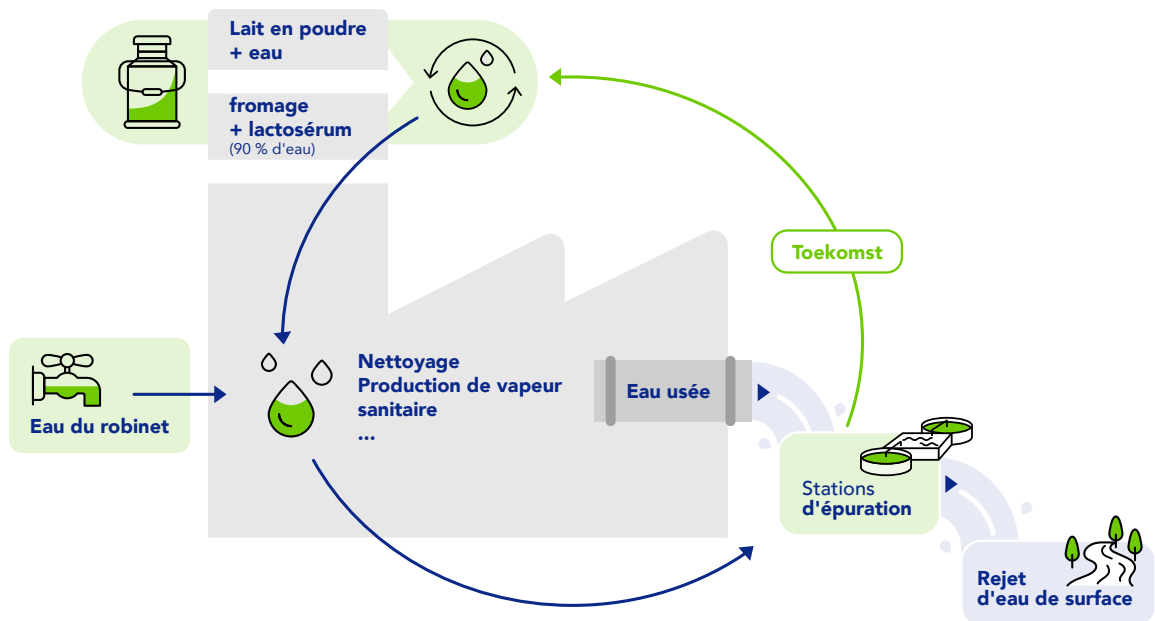 Lait en poudre
+ eau
fromage
+ lactosérum
(90 % d'eau)
Toekomst
Eau du robinet
Nettoyage
Production de vapeur
sanitaire
...
Eau usée
Stations
d'épuration
Rejet
d'eau de surface